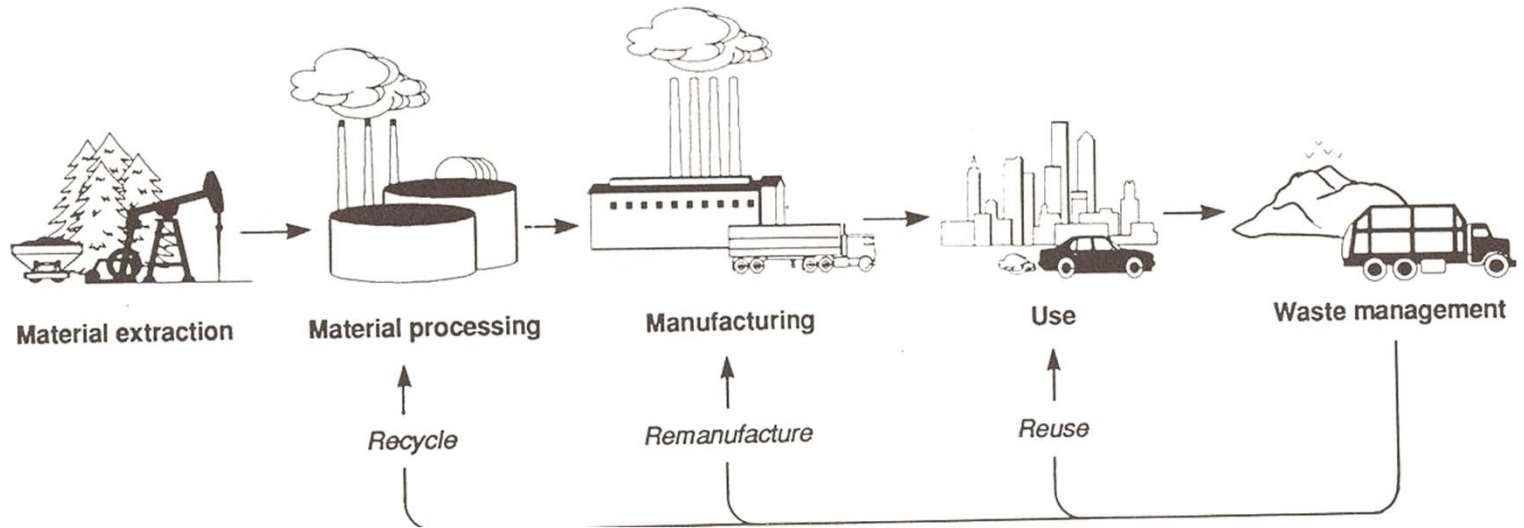 Material extraction
Material processing
Manufacturing
Use
Waste management
Recycle
Remanufacture
Reuse